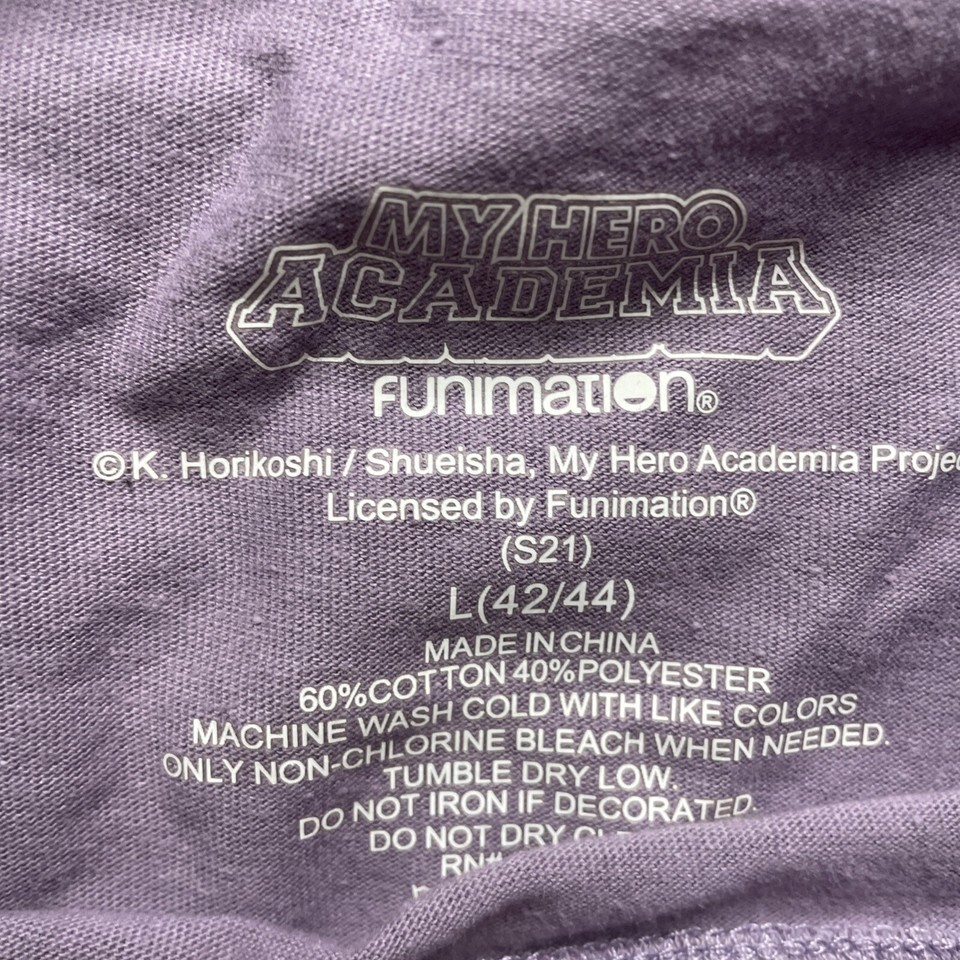 MY HERO
ACADEMIA
FUNIMATION®
©K. Horikoshi / Shueisha, My Hero Academia Proje
Licensed by Funimation®
(S21)
L(42/44)
MADE IN CHINA
60%COTTON 40%POLYESTER
MACHINE WASH COLD WITH LIKE COLORS
ONLY NON-CHLORINE BLEACH WHEN NEEDED.
TUMBLE DRY LOW.
DO NOT IRON IF DECORATED.
DO NOT DRY
RN#